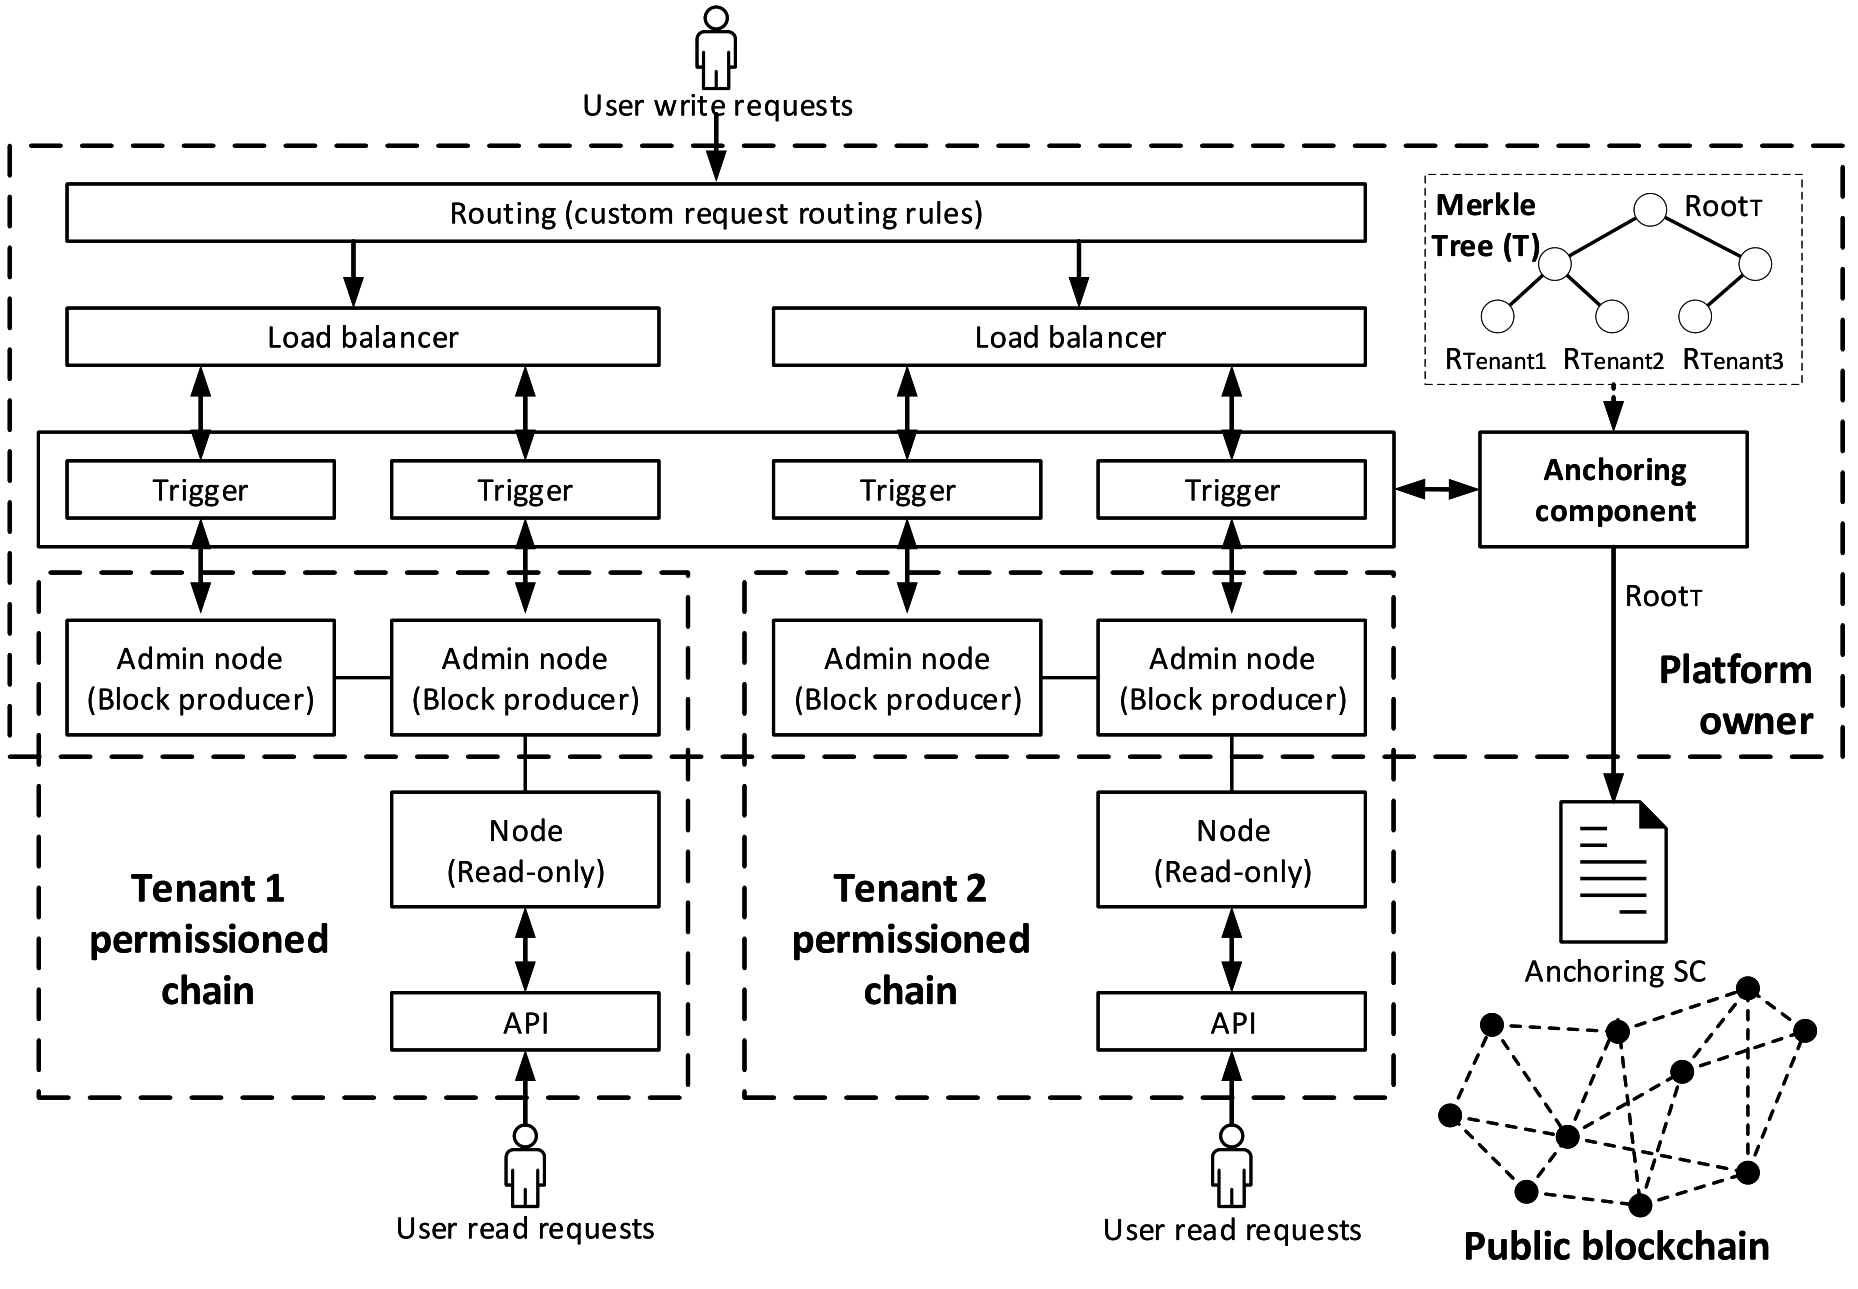 User write requests
Routing (custom request routing rules)
Merkle
Tree (T)
RootT
RTenant1 RTenant2 RTenant3
Load balancer
Load balancer
Trigger
Trigger
Trigger
Trigger
Anchoring
component
RootT
Admin node
(Block producer)
Admin node
(Block producer)
Admin node
(Block producer)
Admin node
(Block producer)
Platform
owner
Node
(Read-only)
Node
(Read-only)
Tenant 1
permissioned
chain
Tenant 2
permissioned
chain
Anchoring SC
API
API
User read requests
User read requests
Public blockchain